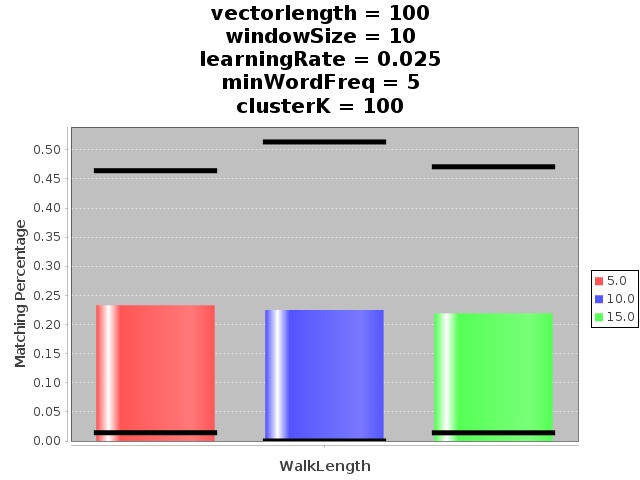 vectorlength = 100
windowSize = 10
learningRate = 0.025
minWordFreq = 5
clusterK = 100
0.50
0.45
0.40
0.35
0.30
0.25
0.20
0.15
0.10
0.05
0.00
Matching Percentage
WalkLength
5.0
10.0
15.0